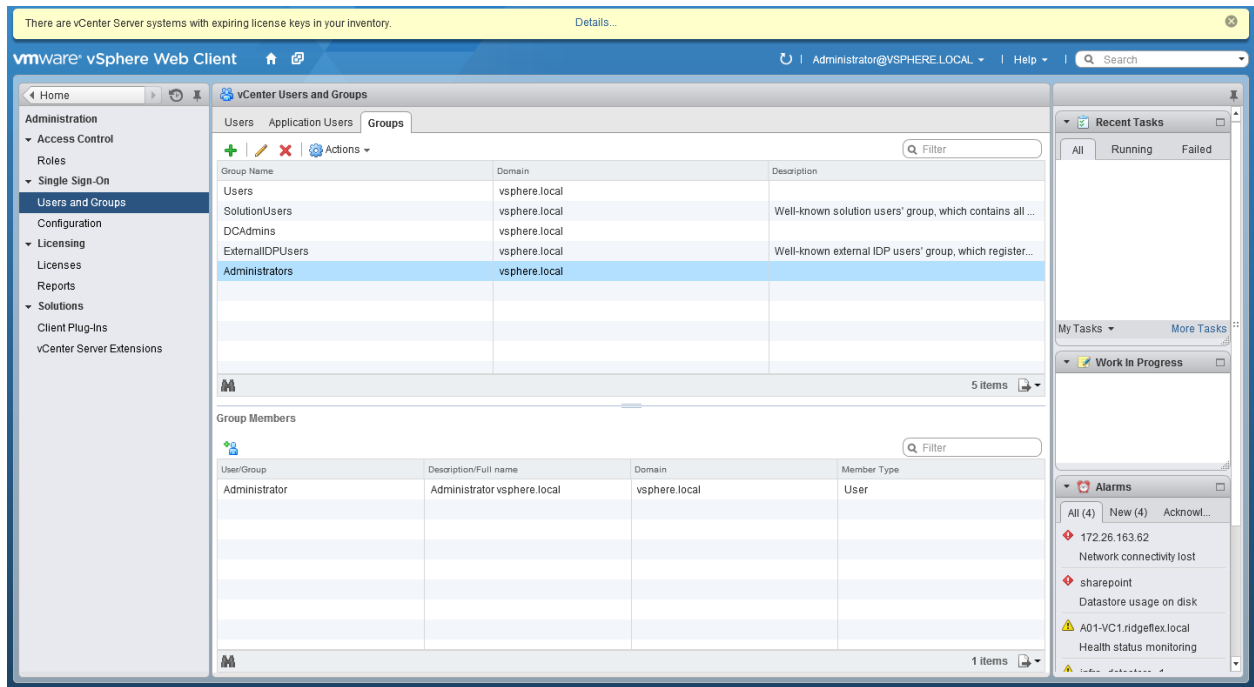 There are vCenter Server systems with expiring license keys in your inventory. Details...
vmware® vSphere Web Client
Administrator@VSPHERE.LOCAL
Help
Search
Home
Administration
Access Control
Roles
Single Sign-On
Users and Groups
Configuration
Licensing
Licenses
Reports
Solutions
Client Plug-Ins
vCenter Server Extensions
vCenter Users and Groups
Users Application Users Groups
Actions
Filter
Group Name Domain Description
Users vsphere.local
SolutionUsers vsphere.local Well-known solution users' group, which contains all ...
DCAdmins vsphere.local
ExternalIDPUsers vsphere.local Well-known external IDP users' group, which register...
Administrators vsphere.local
5 items
Group Members
Filter
User/Group Description/Full name Domain Member Type
Administrator Administrator vsphere.local vsphere.local User
1 items
Recent Tasks
All Running Failed
My Tasks More Tasks
Work In Progress
Alarms
All (4) New (4) Acknowl...
172.26.163.62
Network connectivity lost
sharepoint
Datastore usage on disk
A01-VC1.ridgeflex.local
Health status monitoring